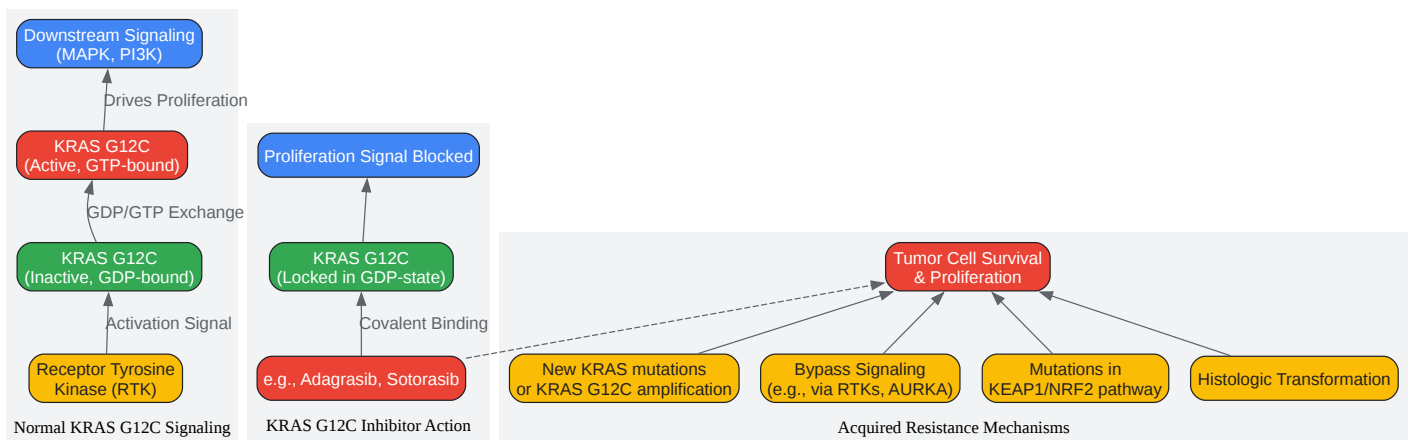 Downstream Signaling
(MAPK, PI3K)
Drives Proliferation
KRAS G12C
(Active, GTP-bound)
GDP/GTP Exchange
KRAS G12C
(Inactive, GDP-bound)
Activation Signal
Receptor Tyrosine
Kinase (RTK)
Normal KRAS G12C Signaling
Proliferation Signal Blocked
KRAS G12C
(Locked in GDP-state)
Covalent Binding
e.g., Adagrasib, Sotorasib
KRAS G12C Inhibitor Action
Tumor Cell Survival
& Proliferation
New KRAS mutations
or KRAS G12C amplification
Bypass Signaling
(e.g., via RTKs, AURKA)
Mutations in
KEAP1/NRF2 pathway
Histologic Transformation
Acquired Resistance Mechanisms